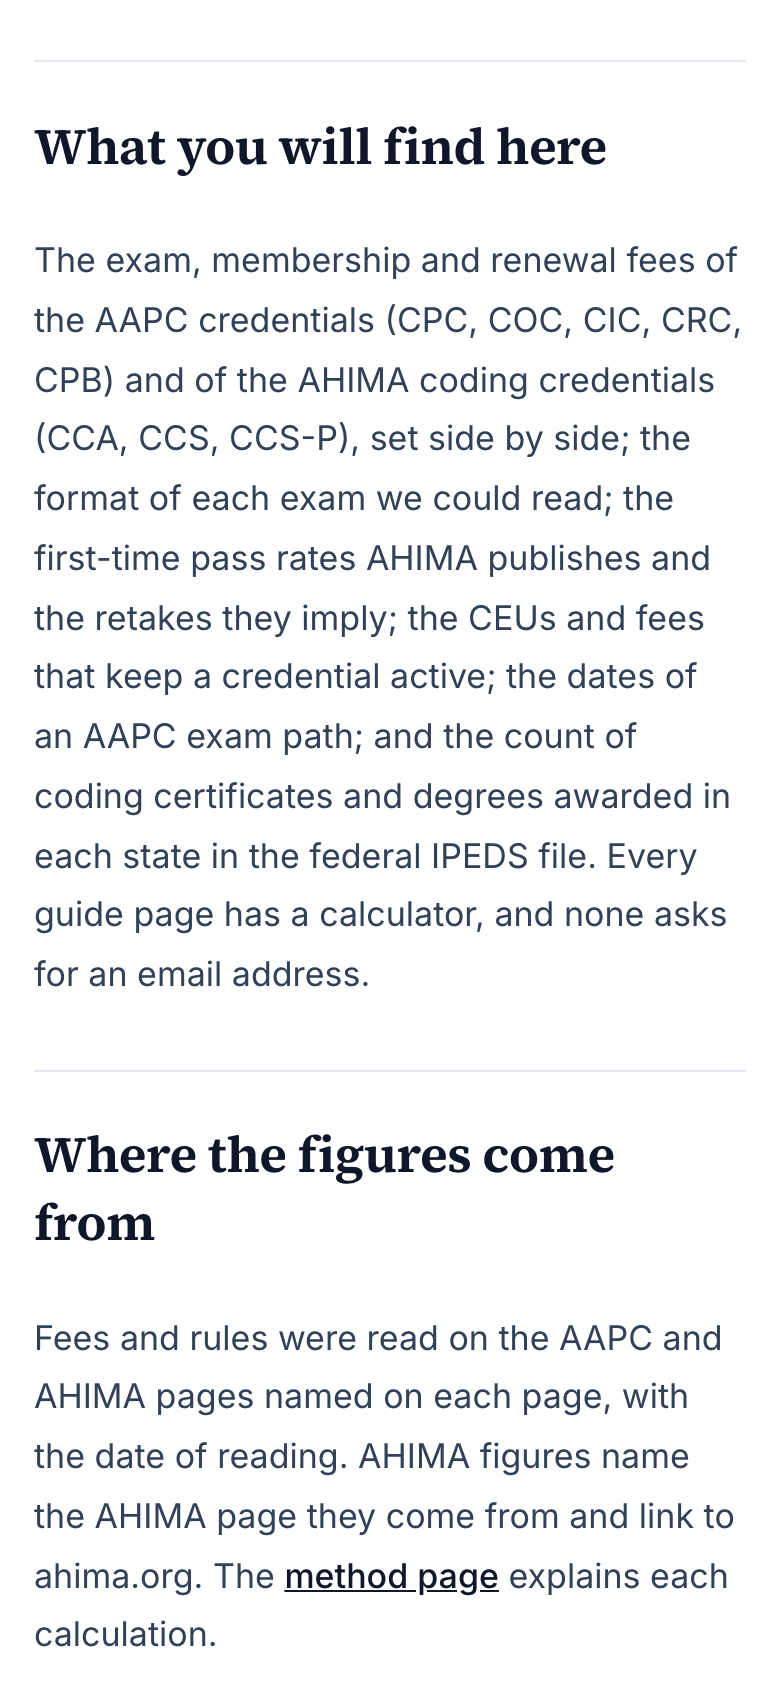 What you will find here
The exam, membership and renewal fees of
the AAPC credentials (CPC, COC, CIC, CRC,
CPB) and of the AHIMA coding credentials
(CCA, CCS, CCS-P), set side by side; the
format of each exam we could read; the
first-time pass rates AHIMA publishes and
the retakes they imply; the CEUs and fees
that keep a credential active; the dates of
an AAPC exam path; and the count of
coding certificates and degrees awarded in
each state in the federal IPEDS file. Every
guide page has a calculator, and none asks
for an email address.
Where the figures come
from
Fees and rules were read on the AAPC and
AHIMA pages named on each page, with
the date of reading. AHIMA figures name
the AHIMA page they come from and link to
ahima.org. The method page explains each
calculation.